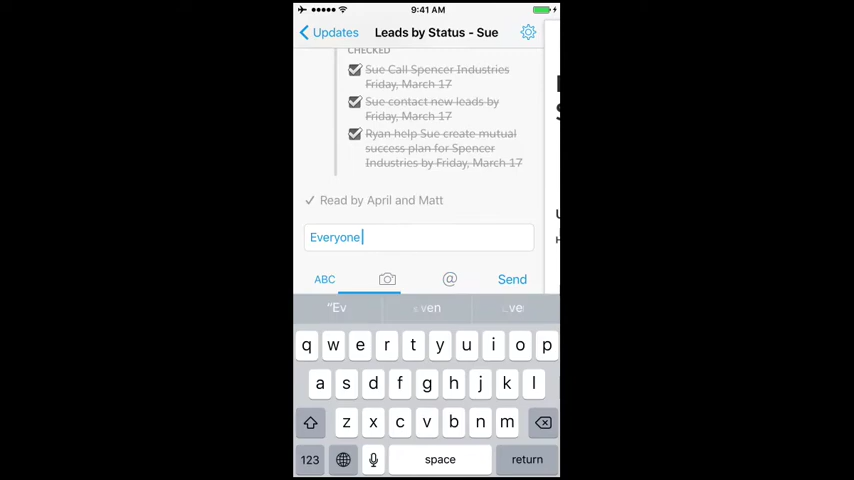 9:41 AM
Updates
Leads by Status - Sue
CHECKED
Sue Call Spencer Industries
Friday, March 17
Sue contact new leads by
Friday, March 17
Ryan help Sue create mutual
success plan for Spencer
Industries by Friday, March 17
Read by April and Matt
Everyone
ABC
@
Send
"Ev
q w e r t y u i o p
a s d f g h j k l
z x c v b n m
123
space
return